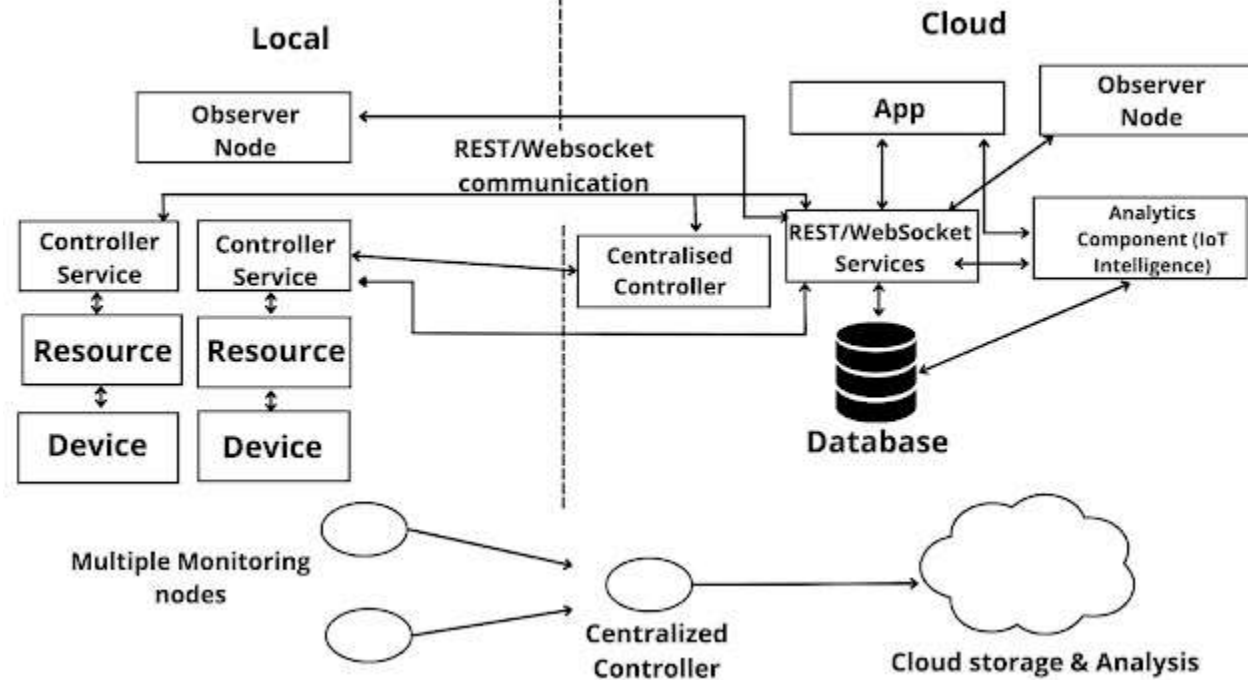 Local
Cloud
Observer
Node
App
Observer
Node
REST/Websocket
communication
Controller
Service
Controller
Service
Centralised
Controller
REST/WebSocket
Services
Analytics
Component (IoT
Intelligence)
Resource
Resource
Device
Device
Database
Multiple Monitoring
nodes
Centralized
Controller
Cloud storage & Analysis